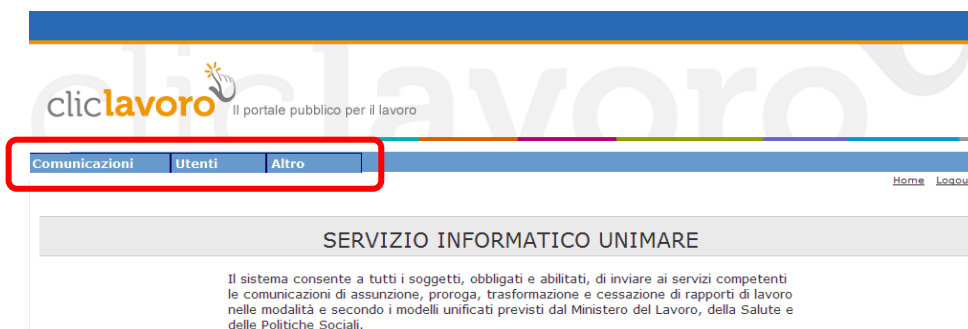 cliclavoro
cliclavoro Il portale pubblico per il lavoro
Comunicazioni Utenti Altro
Home Logou
SERVIZIO INFORMATICO UNIMARE
Il sistema consente a tutti i soggetti, obbligati e abilitati, di inviare ai servizi competenti
le comunicazioni di assunzione, proroga, trasformazione e cessazione di rapporti di lavoro
nelle modalità e secondo i modelli unificati previsti dal Ministero del Lavoro, della Salute e
delle Politiche Sociali.